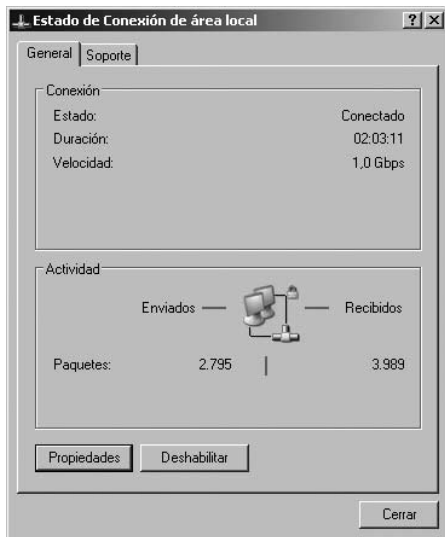 Estado de Conexión de área local
General Soporte
Conexión
Estado: Conectado
Duración: 02:03:11
Velocidad: 1,0 Gbps
Actividad
Enviados Recibidos
Paquetes: 2.795 3.989
Propiedades Deshabilitar
Cerrar